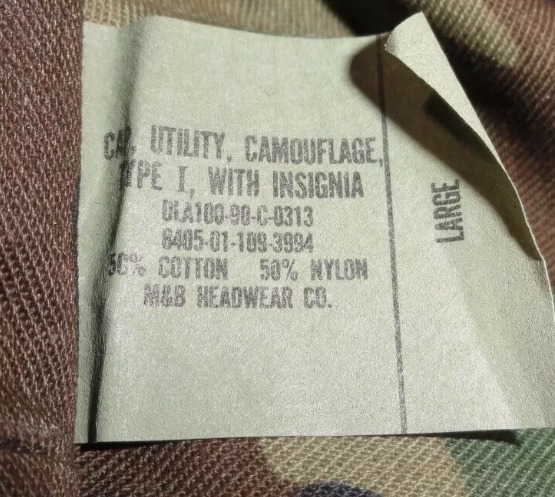 CAP, UTILITY, CAMOUFLAGE,
TYPE I, WITH INSIGNIA
DLA100-90-C-0313
8405-01-109-3994
50% COTTON 50% NYLON
M&B HEADWEAR CO.
LARGE